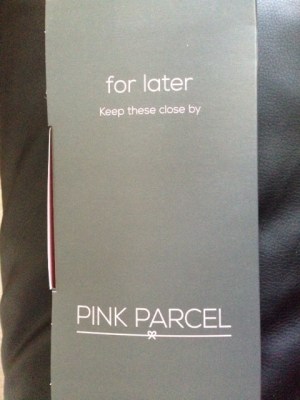 for later
Keep these close by
PINK PARCEL